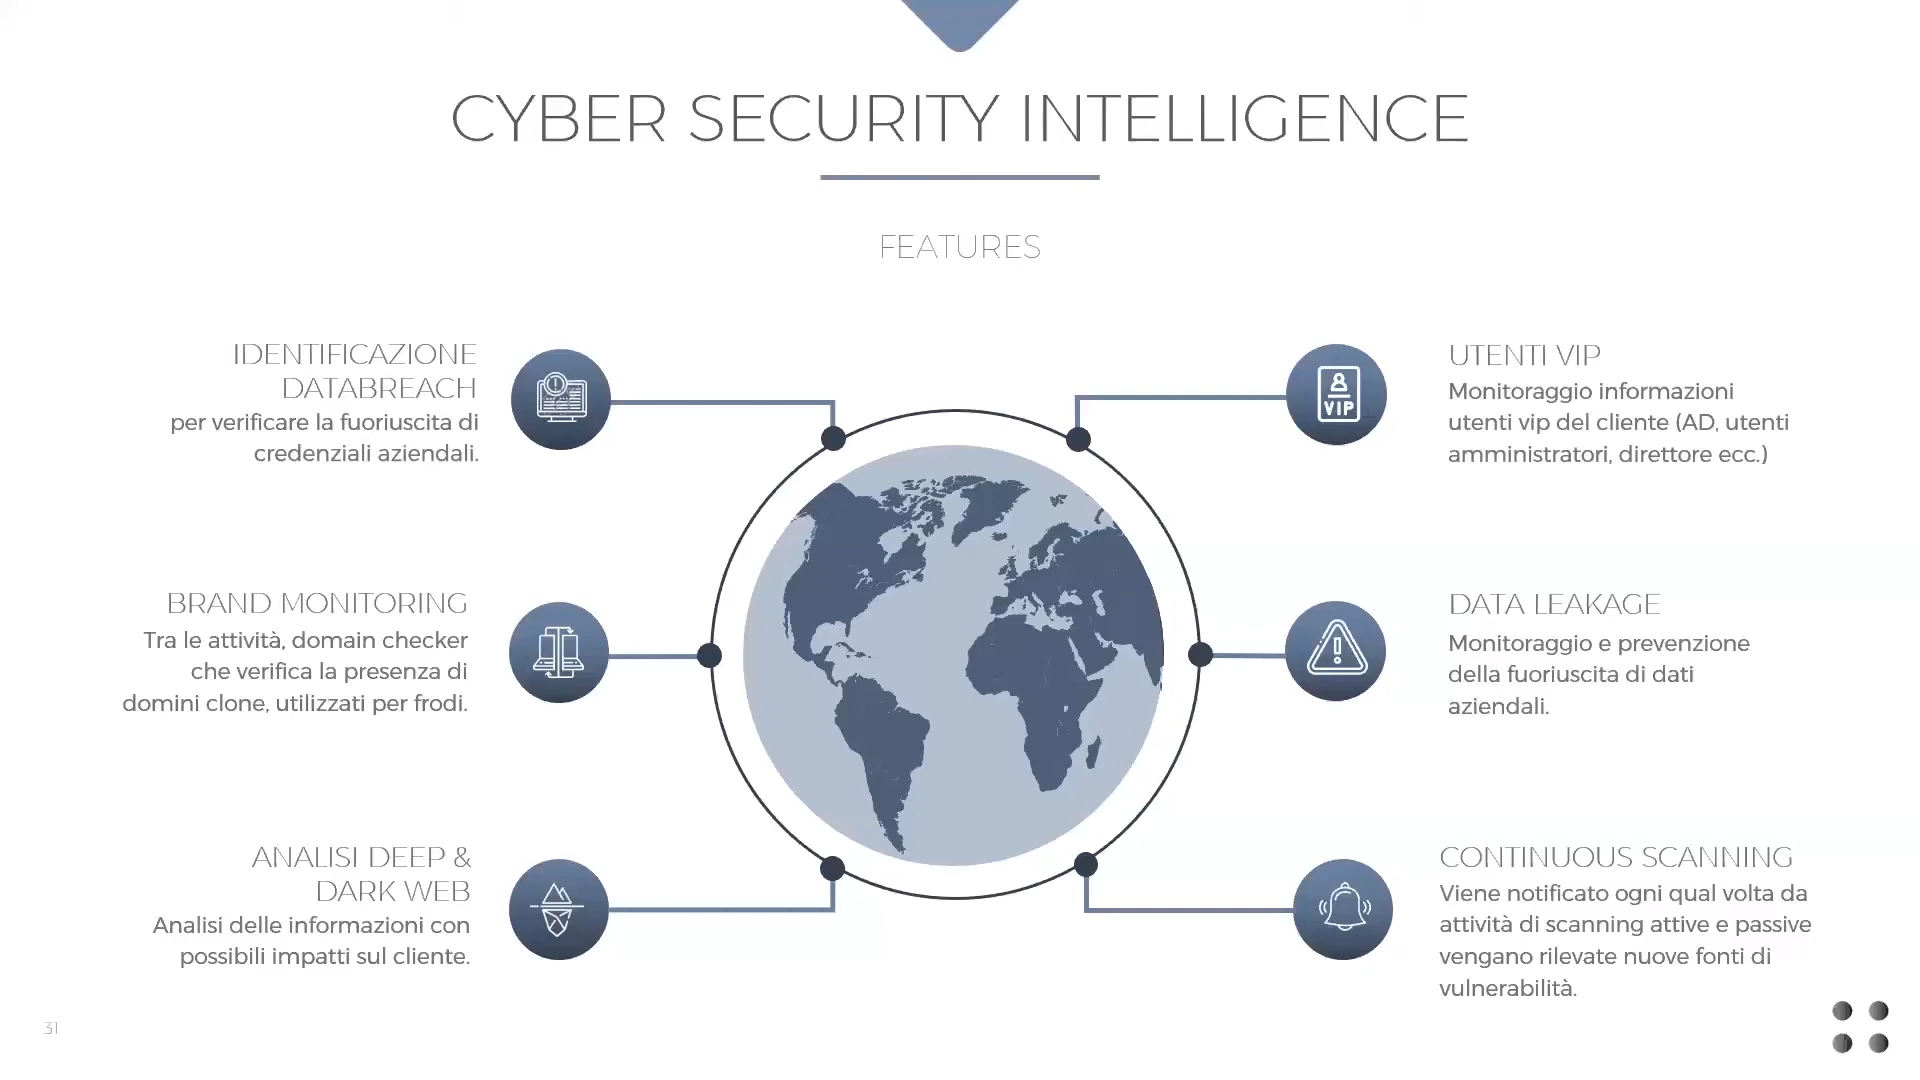 CYBER SECURITY INTELLIGENCE
FEATURES
IDENTIFICAZIONE
DATABREACH
per verificare la fuoriuscita di
credenziali aziendali.
BRAND MONITORING
Tra le attività, domain checker
che verifica la presenza di
domini clone, utilizzati per frodi.
ANALISI DEEP &
DARK WEB
Analisi delle informazioni con
possibili impatti sul cliente.
VIP
UTENTI VIP
Monitoraggio informazioni
utenti vip del cliente (AD, utenti
amministratori, direttore ecc.)
DATA LEAKAGE
Monitoraggio e prevenzione
della fuoriuscita di dati
aziendali.
CONTINUOUS SCANNING
Viene notificato ogni qual volta da
attività di scanning attive e passive
vengano rilevate nuove fonti di
vulnerabilità.
31